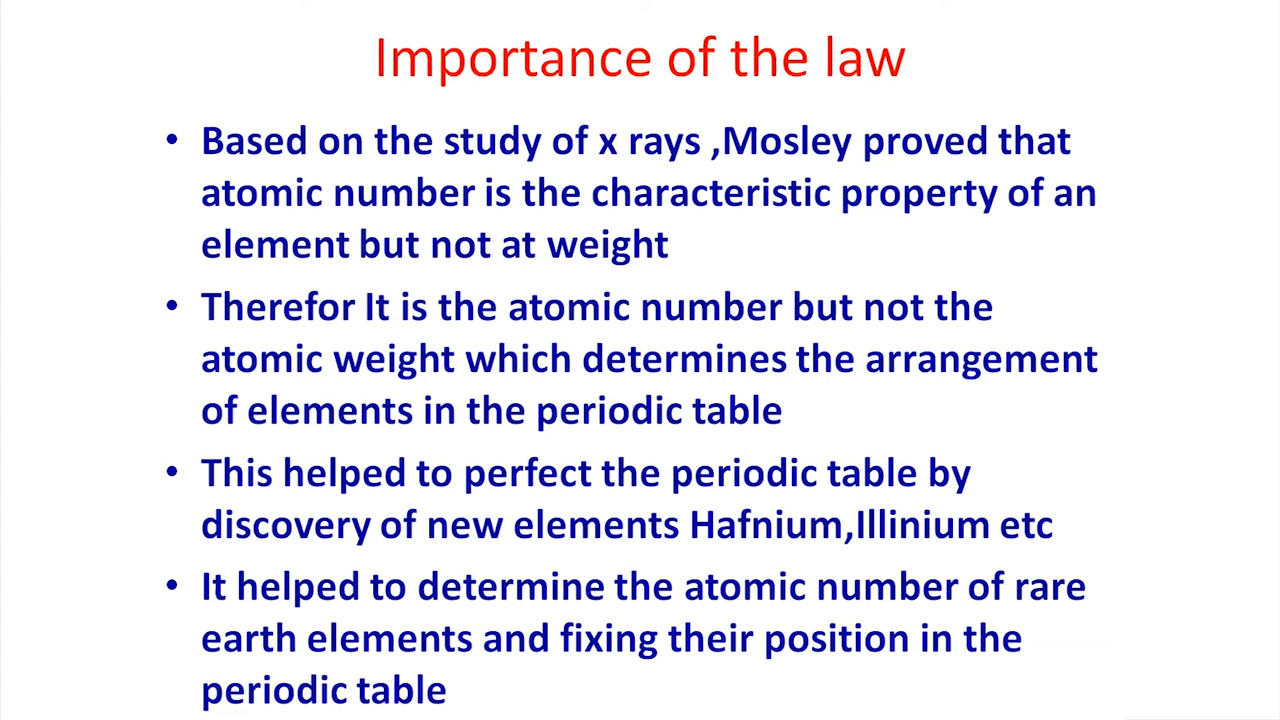 Importance of the law
• Based on the study of x rays ,Mosley proved that
atomic number is the characteristic property of an
element but not at weight
• Therefor It is the atomic number but not the
atomic weight which determines the arrangement
of elements in the periodic table
• This helped to perfect the periodic table by
discovery of new elements Hafnium,Illinium etc
• It helped to determine the atomic number of rare
earth elements and fixing their position in the
periodic table